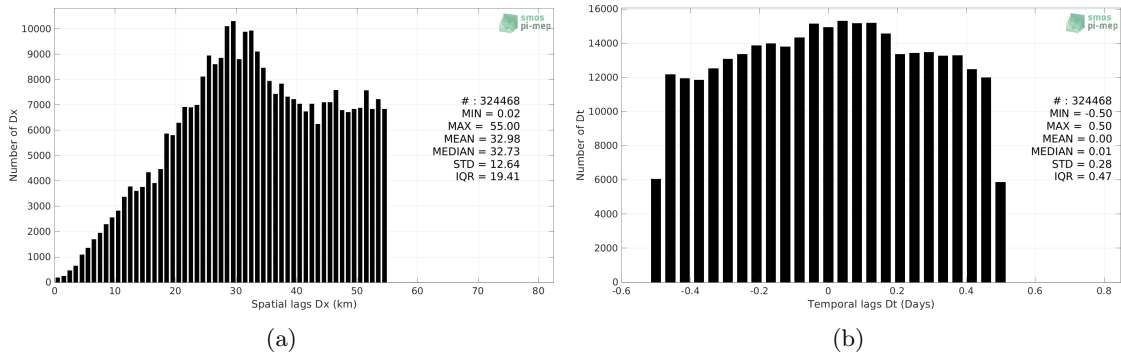 10000
9000
8000
7000
6000
5000
4000
3000
2000
1000
0
Number of Dx
0 10 20 30 40 50 60 70 80
Spatial lags Dx (km)
smos
pi-mep
# : 324468
MIN = 0.02
MAX = 55.00
MEAN = 32.98
MEDIAN = 32.73
STD = 12.64
IQR = 19.41
(a)
16000
14000
12000
10000
8000
6000
4000
2000
0
Number of Dt
-0.6 -0.4 -0.2 0 0.2 0.4 0.6 0.8
Temporal lags Dt (Days)
smos
pi-mep
# : 324468
MIN = -0.50
MAX = 0.50
MEAN = 0.00
MEDIAN = 0.01
STD = 0.28
IQR = 0.47
(b)